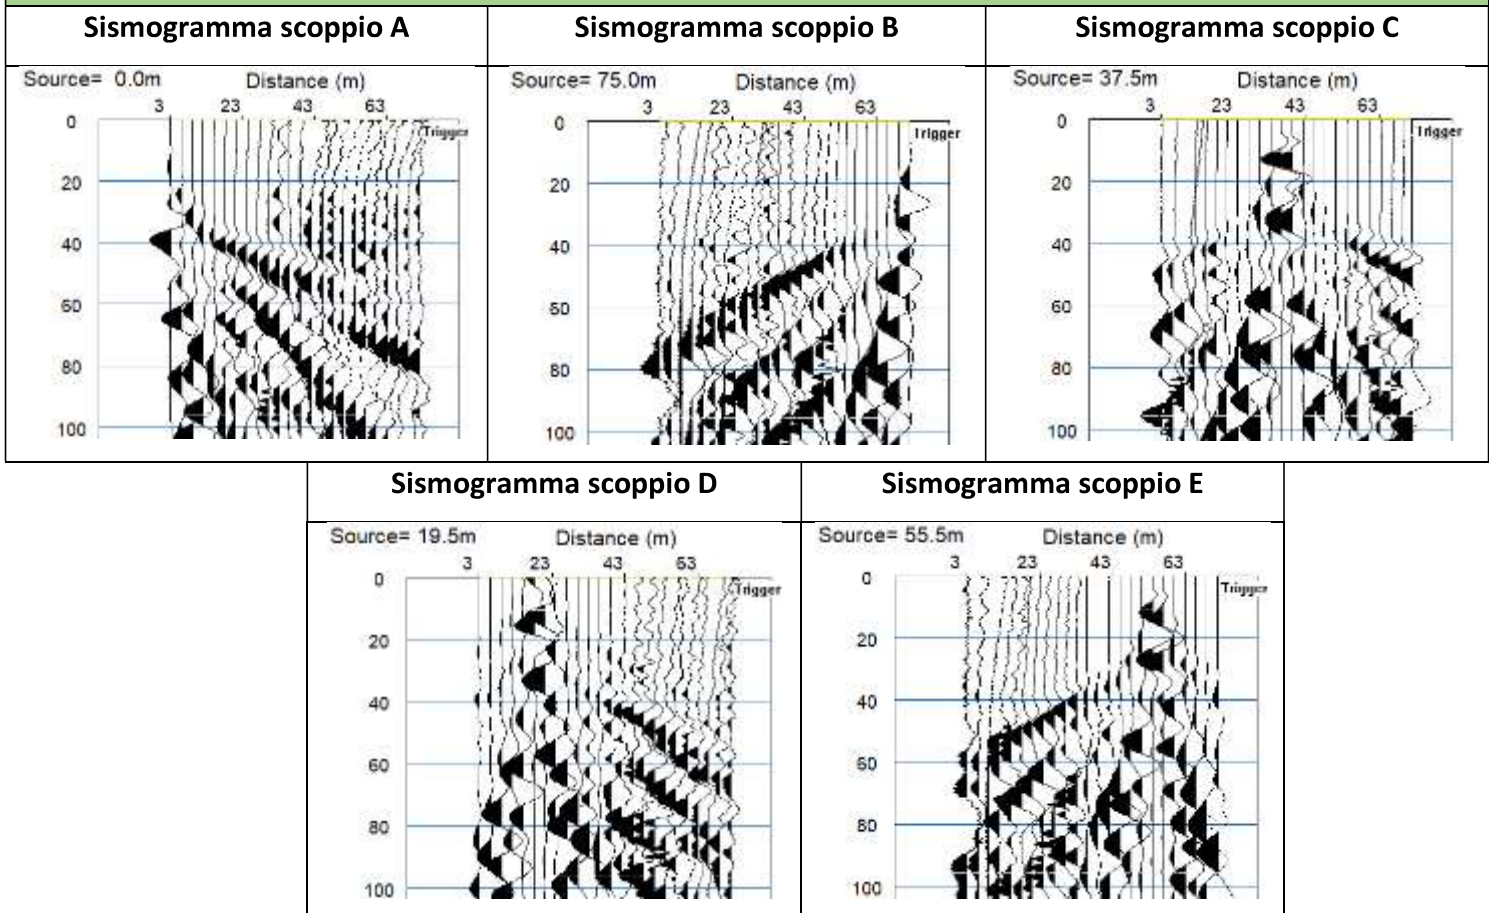 Sismogramma scoppio A
Sismogramma scoppio B
Sismogramma scoppio C
Source= 0.0m Distance (m)
3 23 43 63
Trigger
0
20
40
60
80
100
Source= 75.0m Distance (m)
3 23 43 63
Trigger
0
20
40
60
80
100
Source= 37.5m Distance (m)
3 23 43 63
Trigger
0
20
40
60
80
100
Sismogramma scoppio D
Sismogramma scoppio E
Source= 19.5m Distance (m)
3 23 43 63
Trigger
0
20
40
60
80
100
Source= 55.5m Distance (m)
3 23 43 63
Trigger
0
20
40
60
80
100